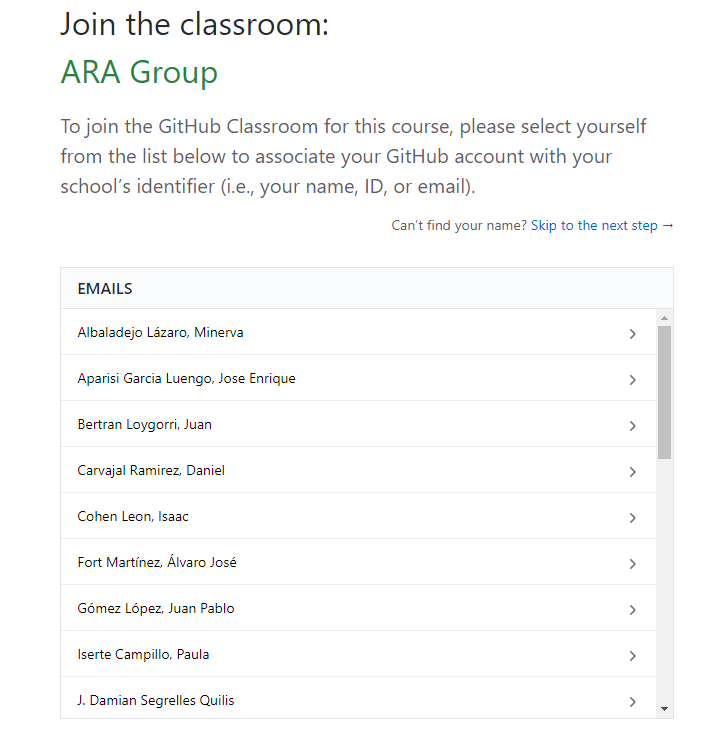 Join the classroom:
ARA Group
To join the GitHub Classroom for this course, please select yourself
from the list below to associate your GitHub account with your
school’s identifier (i.e., your name, ID, or email).
Can’t find your name? Skip to the next step →
EMAILS
Albaladejo Lázaro, Minerva
Aparisi Garcia Luengo, Jose Enrique
Bertran Loygorri, Juan
Carvajal Ramirez, Daniel
Cohen Leon, Isaac
Fort Martínez, Álvaro José
Gómez López, Juan Pablo
Iserte Campillo, Paula
J. Damian Segrelles Quilis